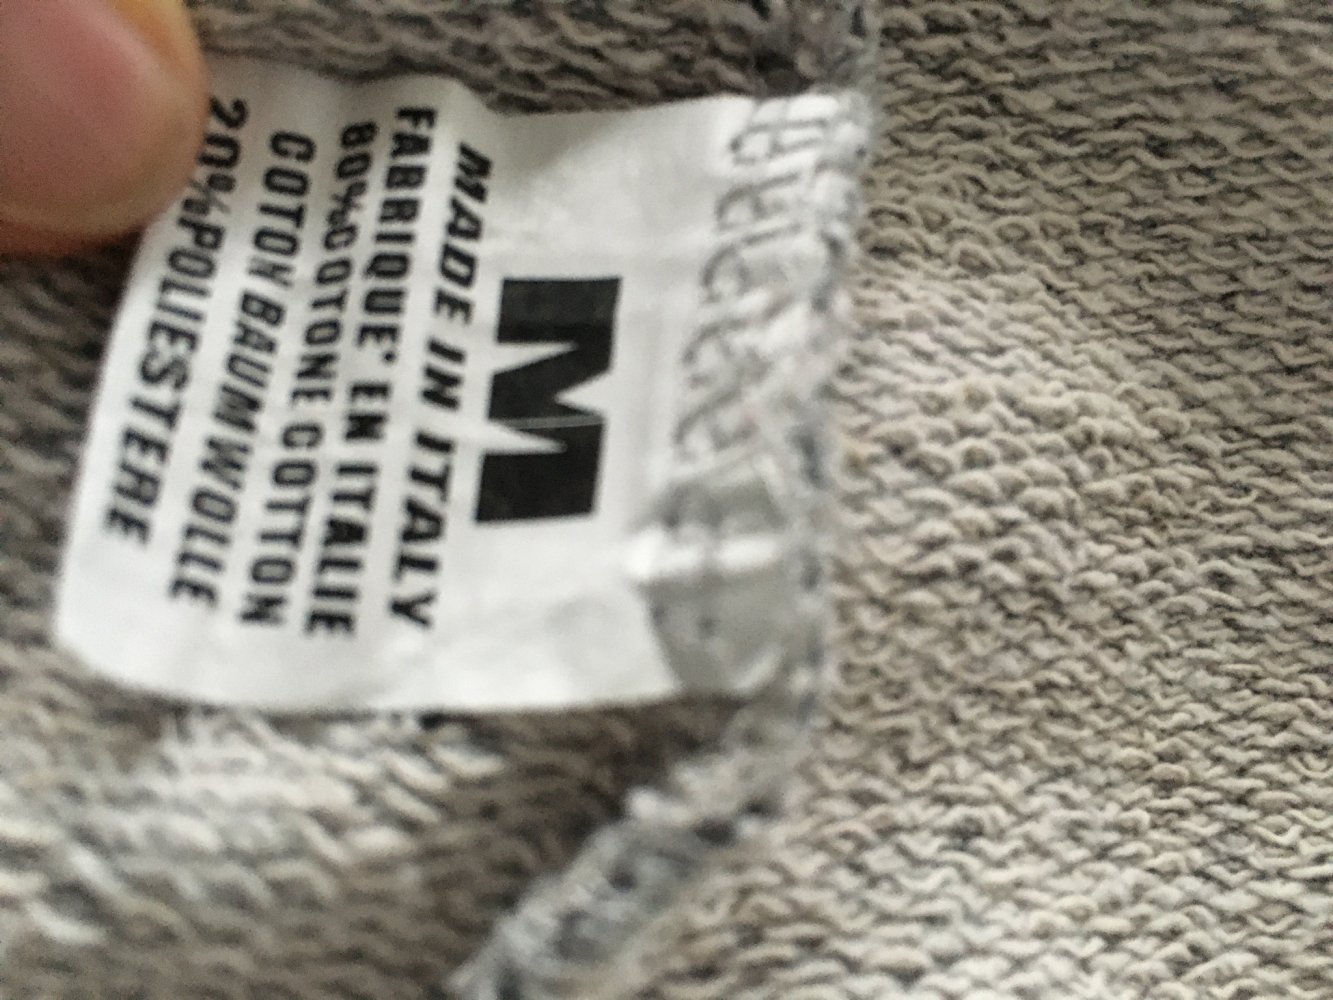 M
MADE IN ITALY
FABRIQUE' EN ITALIE
80%COTONE COTTON
COTON BAUMWOLLE
20%POLIESTERE